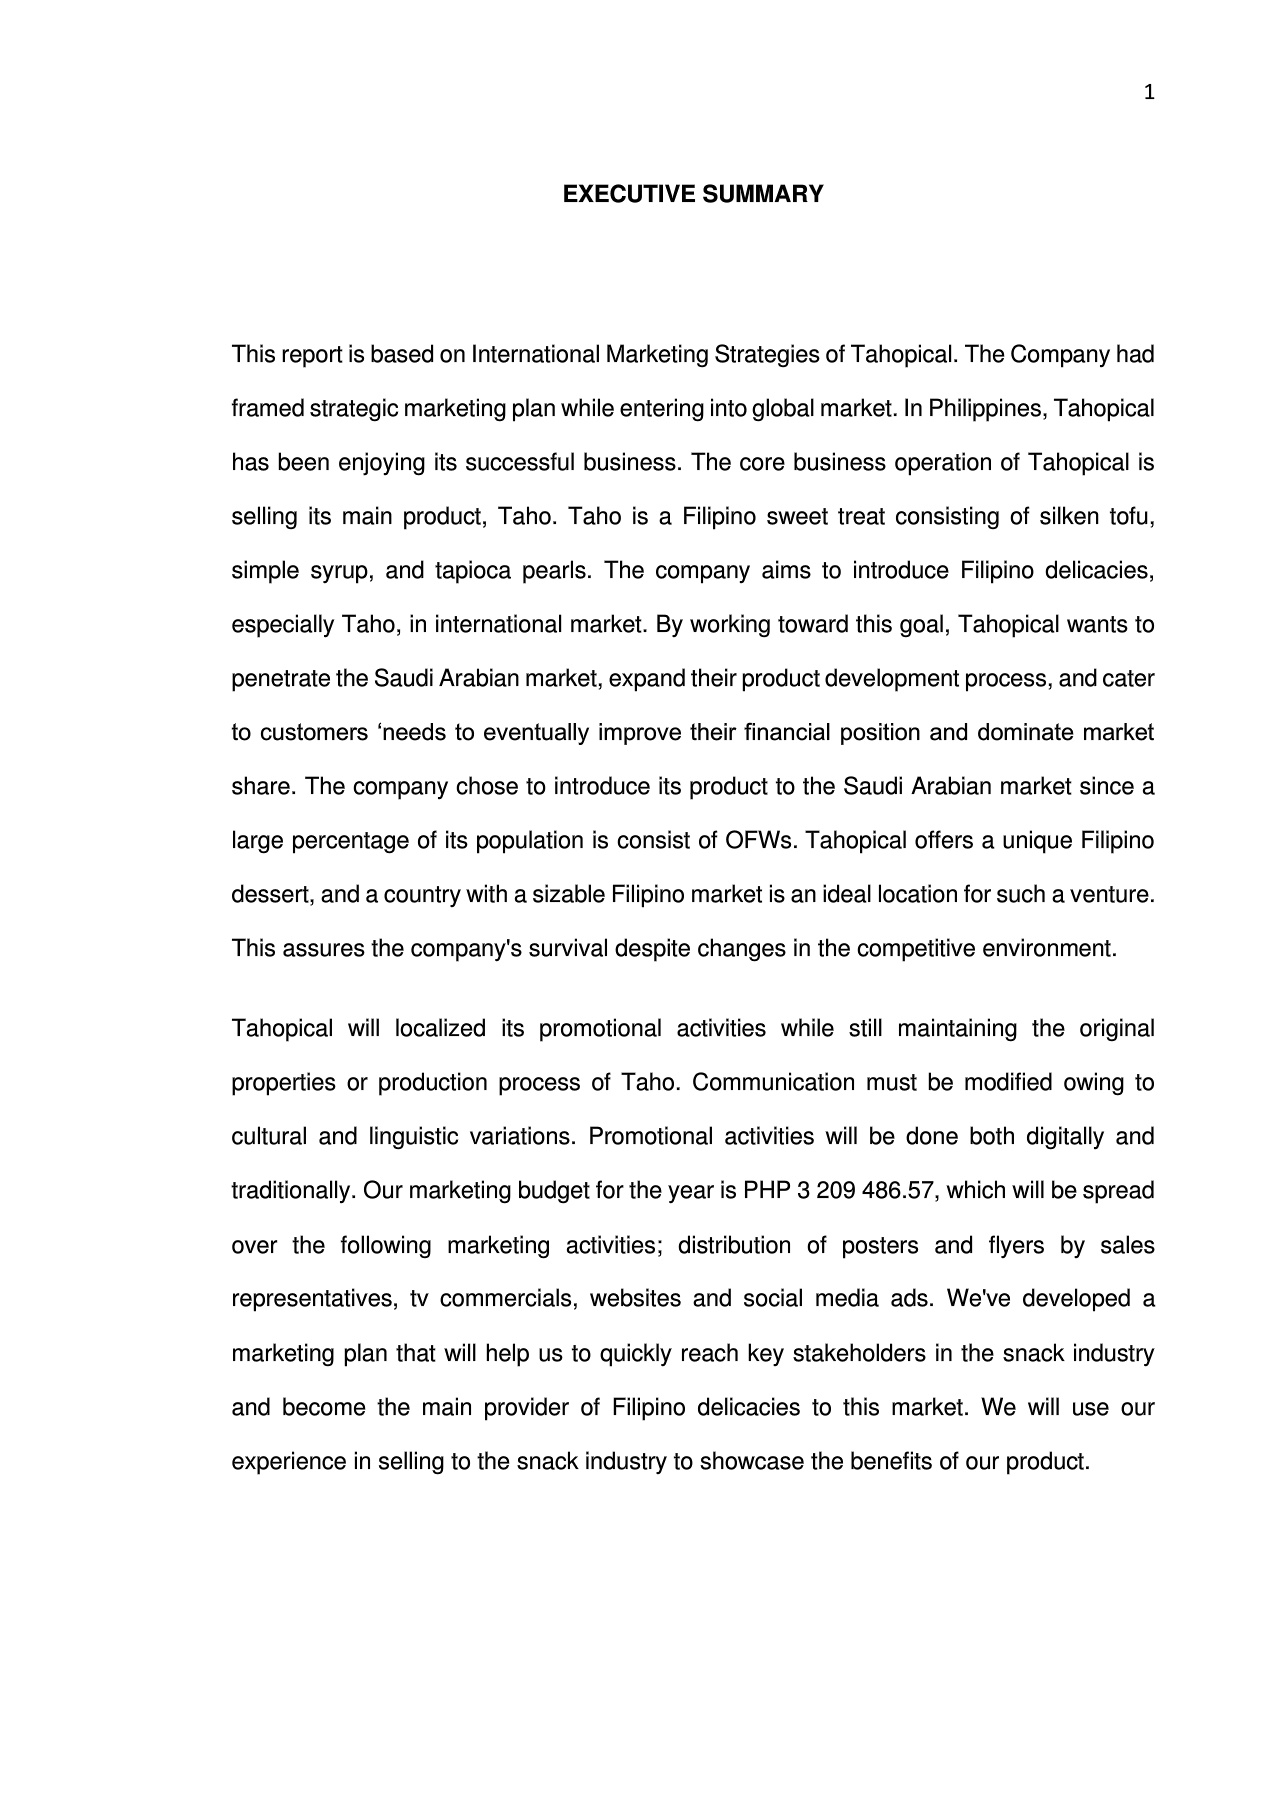 1
EXECUTIVE SUMMARY
This report is based on International Marketing Strategies of Tahopical. The Company had
framed strategic marketing plan while entering into global market. In Philippines, Tahopical
has been enjoying its successful business. The core business operation of Tahopical is
selling its main product, Taho. Taho is a Filipino sweet treat consisting of silken tofu,
simple syrup, and tapioca pearls. The company aims to introduce Filipino delicacies,
especially Taho, in international market. By working toward this goal, Tahopical wants to
penetrate the Saudi Arabian market, expand their product development process, and cater
to customers ‘needs to eventually improve their financial position and dominate market
share. The company chose to introduce its product to the Saudi Arabian market since a
large percentage of its population is consist of OFWs. Tahopical offers a unique Filipino
dessert, and a country with a sizable Filipino market is an ideal location for such a venture.
This assures the company's survival despite changes in the competitive environment.
Tahopical will localized its promotional activities while still maintaining the original
properties or production process of Taho. Communication must be modified owing to
cultural and linguistic variations. Promotional activities will be done both digitally and
traditionally. Our marketing budget for the year is PHP 3 209 486.57, which will be spread
over the following marketing activities; distribution of posters and flyers by sales
representatives, tv commercials, websites and social media ads. We've developed a
marketing plan that will help us to quickly reach key stakeholders in the snack industry
and become the main provider of Filipino delicacies to this market. We will use our
experience in selling to the snack industry to showcase the benefits of our product.